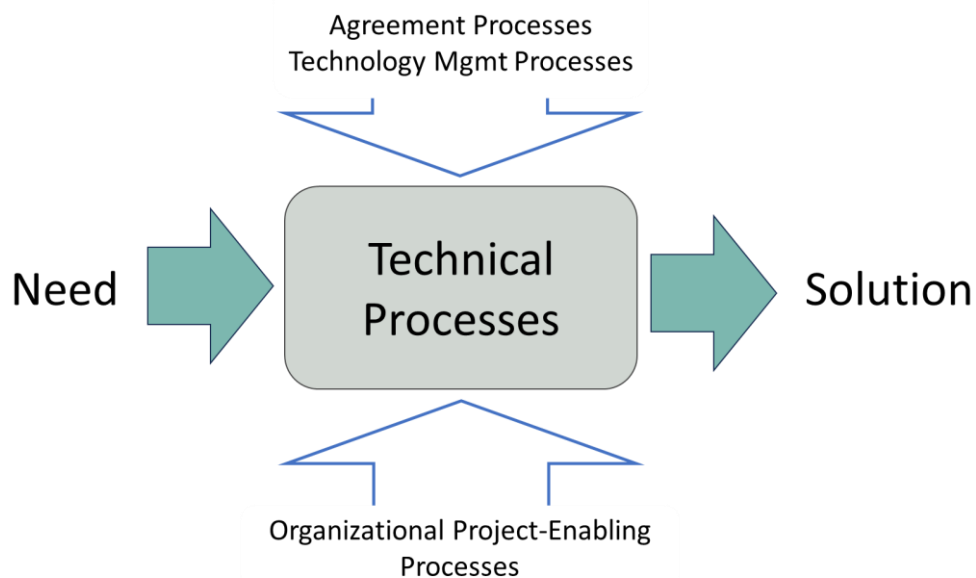 Agreement Processes
Technology Mgmt Processes
Need
Technical
Processes
Solution
Organizational Project-Enabling
Processes